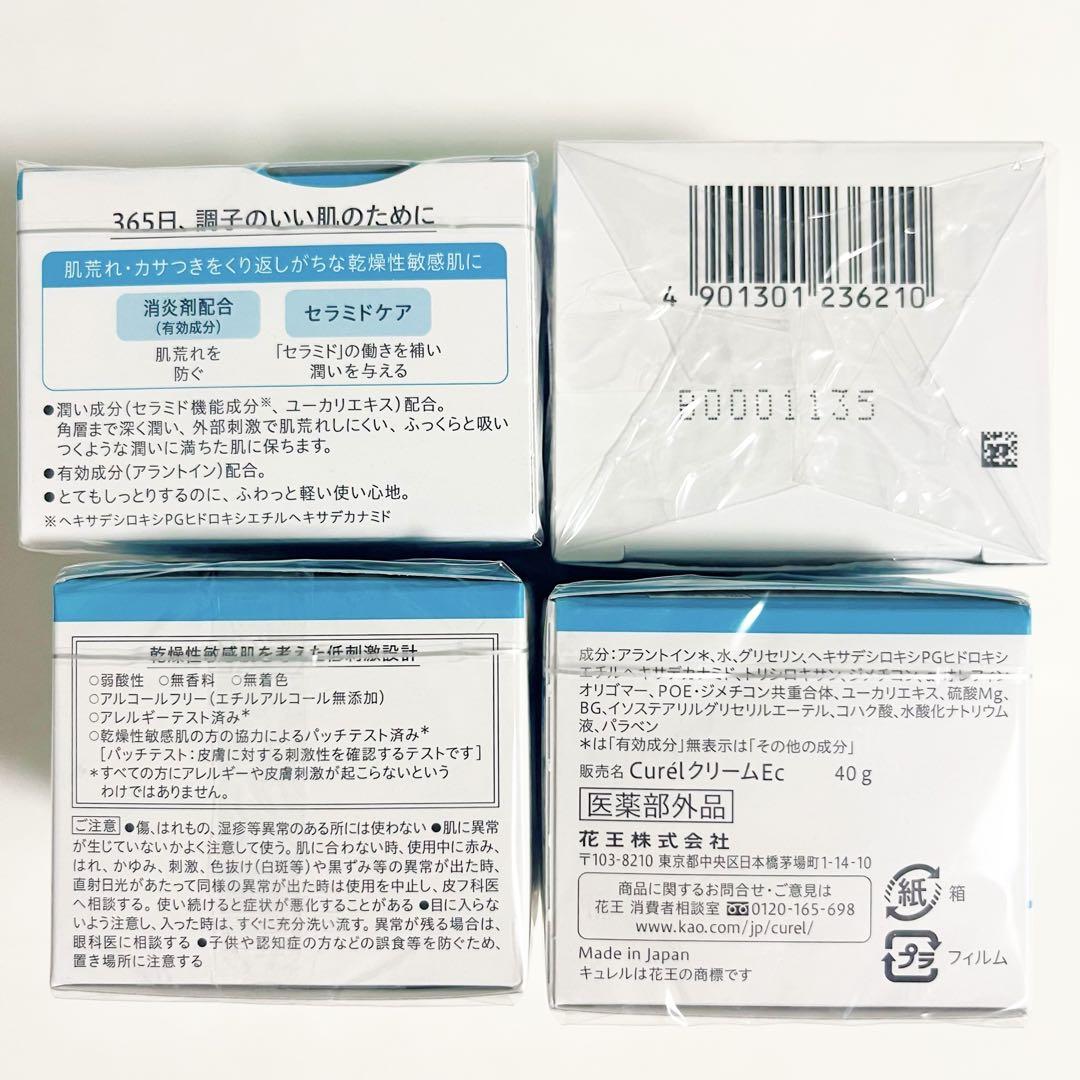 365日、調子のいい肌のために
肌荒れ・カサつきをくり返しがちな乾燥性敏感肌に
消炎剤配合
(有効成分)
肌荒れを
防ぐ
セラミドケア
「セラミド」の働きを補い
潤いを与える
●潤い成分(セラミド機能成分※、ユーカリエキス)配合。
角層まで深く潤い、外部刺激で肌荒れしにくい、ふっくらと吸い
つくような潤いに満ちた肌に保ちます。
●有効成分(アラントイン)配合。
●とてもしっとりするのに、ふわっと軽い使い心地。
※ヘキサデシロキシPGヒドロキシエチルヘキサデカナミド
4 901301 236210
80001135
乾燥性敏感肌を考えた低刺激設計
○弱酸性 ○無香料 ○無着色
○アルコールフリー(エチルアルコール無添加)
○アレルギーテスト済み*
○乾燥性敏感肌の方の協力によるパッチテスト済み*
[パッチテスト:皮膚に対する刺激性を確認するテストです]
*すべての方にアレルギーや皮膚刺激が起こらないという
わけではありません。
ご注意 ●傷、はれもの、湿疹等異常のある所には使わない ●肌に異常
が生じていないかよく注意して使う。肌に合わない時、使用中に赤み、
はれ、かゆみ、刺激、色抜け(白斑等)や黒ずみ等の異常が出た時、
直射日光があたって同様の異常が出た時は使用を中止し、皮フ科医
へ相談する。使い続けると症状が悪化することがある ●目に入らな
いよう注意し、入った時は、すぐに充分洗い流す。異常が残る場合は、
眼科医に相談する ●子供や認知症の方などの誤食等を防ぐため、
置き場所に注意する
成分:アラントイン*、水、グリセリン、ヘキサデシロキシPGヒドロキシ
エチルヘキサデカナミド、トリシロキサン、ジメチコン、α-オレフィン
オリゴマー、POE・ジメチコン共重合体、ユーカリエキス、硫酸Mg、
BG、イソステアリルグリセリルエーテル、コハク酸、水酸化ナトリウム
液、パラベン
*は「有効成分」無表示は「その他の成分」
販売名 CurélクリームEc 40g
医薬部外品
花王株式会社
〒103-8210 東京都中央区日本橋茅場町1-14-10
商品に関するお問合せ・ご意見は
花王 消費者相談室 0120-165-698
www.kao.com/jp/curel/
Made in Japan
キュレルは花王の商標です
紙 箱
プラ フィルム